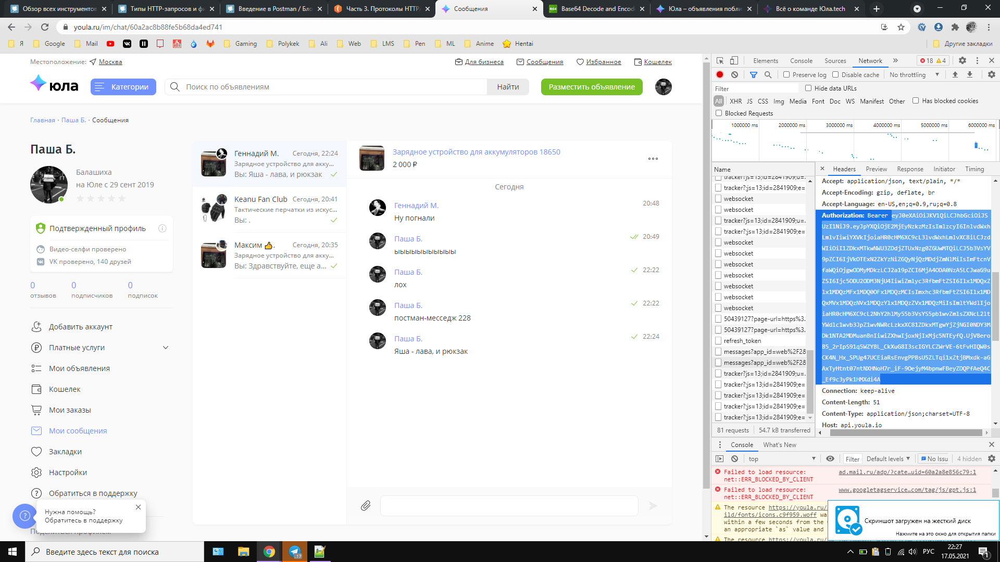 Обзор всех инструментов
Типы HTTP-запросов и фи
Введение в Postman / Бло
Часть 3. Протоколы HTTP/
Сообщения
Base64 Decode and Encod
Юла – объявления побли
Всё о команде Юла.tech
youla.ru/im/chat/60a2ac8b88fe5b68da4ed741
Я
Google
Mail
Gaming
Polykek
Ali
Web
LMS
Pen
ML
Anime
Hentai
Другие закладки
Местоположение: Москва
Для бизнеса
Сообщения
Избранное
Кошелек
юла
Категории
Поиск по объявлениям
Найти
Разместить объявление
Главная · Паша Б. · Сообщения
Паша Б.
Балашиха
на Юле с 29 сент 2019
Подтвержденный профиль
Видео-селфи проверено
VK проверено, 140 друзей
0 0 0
отзывов подписчиков подписок
Добавить аккаунт
Платные услуги
Мои объявления
Кошелек
Мои заказы
Мои сообщения
Закладки
Настройки
Обратиться в поддержку
Нужна помощь?
Обратитесь в поддержку
Поделиться профилем
Геннадий М. Сегодня, 22:24
Зарядное устройство для акку...
Вы: Яша - лава, и рюкзак
Keanu Fan Club Сегодня, 20:41
Тактические перчатки из искус...
Вы: .
Максим 👍. Сегодня, 20:35
Зарядное устройство для акку...
Вы: Здравствуйте, еще а...
Зарядное устройство для аккумуляторов 18650
2 000 ₽
Сегодня
Геннадий М. 20:48
Ну погнали
Паша Б. 20:49
ыыыыыыыыыыы
Паша Б. 22:22
лох
Паша Б. 22:22
постман-месседж 228
Паша Б. 22:24
Яша - лава, и рюкзак
Elements Console Sources Network » 18 4
Preserve log Disable cache No throttling
Filter Hide data URLs
All XHR JS CSS Img Media Font Doc WS Manifest Other Has blocked cookies
Blocked Requests
1000000 ms 2000000 ms 3000000 ms 4000000 ms 5000000 ms 6000000 ms
Name
tracker?js=13;id=2841909;u=.
tracker?;js=13;id=2841909;e=
websocket
websocket
tracker?js=13;id=2841909;u=.
tracker?;js=13;id=2841909;e=
websocket
websocket
websocket
websocket
websocket
websocket
websocket
50439127?page-url=https%3.
50439127?page-url=https%3.
refresh_token
messages?app_id=web%2F28
messages?app_id=web%2F28
tracker?js=13;id=2841909;u=.
tracker?;js=13;id=2841909;e=
tracker?;js=13;id=2841909;e=
tracker?;js=13;id=2841909;e=
tracker?;js=13;id=2841909;e=
81 requests 54.7 kB transferred
Headers Preview Response Initiator Timing
Accept: application/json, text/plain, */*
Accept-Encoding: gzip, deflate, br
Accept-Language: en-US,en;q=0.9,ru;q=0.8
Authorization: Bearer
Connection: keep-alive
Content-Length: 51
Content-Type: application/json;charset=UTF-8
Host: api.youla.io
Console What's New
top Filter Default levels No Issu 4 hidden
Failed to load resource: ad.mail.ru/adp/?cate…uid=60a2a8e856c79:1
net::ERR_BLOCKED_BY_CLIENT
Failed to load resource: www.googletagservice…com/tag/js/gpt.js:1
net::ERR_BLOCKED_BY_CLIENT
The resource https://youla.ru/
ild/fonts/icons.c9f959.woff wa
within a few seconds from the
an appropriate `as` value and
The resource https://youla.ru/
Скриншот загружен на жесткий диск
Нажмите на это окно для открытия папки
Введите здесь текст для поиска
.17
РУС
22:27
17.05.2021
1